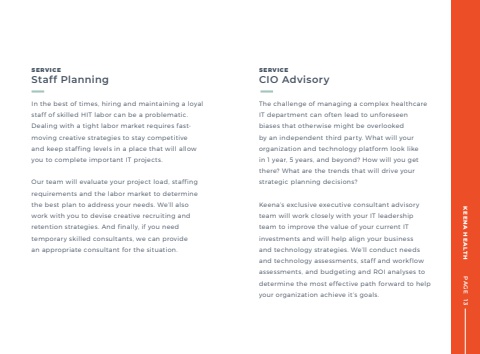 SERVICE
Staff Planning
In the best of times, hiring and maintaining a loyal
staff of skilled HIT labor can be a problematic.
Dealing with a tight labor market requires fast-
moving creative strategies to stay competitive
and keep staffing levels in a place that will allow
you to complete important IT projects.
Our team will evaluate your project load, staffing
requirements and the labor market to determine
the best plan to address your needs. We'll also
work with you to devise creative recruiting and
retention strategies. And finally, if you need
temporary skilled consultants, we can provide
an appropriate consultant for the situation.
SERVICE
CIO Advisory
The challenge of managing a complex healthcare
IT department can often lead to unforeseen
biases that otherwise might be overlooked
by an independent third party. What will your
organization and technology platform look like
in 1 year, 5 years, and beyond? How will you get
there? What are the trends that will drive your
strategic planning decisions?
Keena's exclusive executive consultant advisory
team will work closely with your IT leadership
team to improve the value of your current IT
investments and will help align your business
and technology strategies. We'll conduct needs
and technology assessments, staff and workflow
assessments, and budgeting and ROI analyses to
determine the most effective path forward to help
your organization achieve it's goals.
KEENA HEALTH PAGE 13